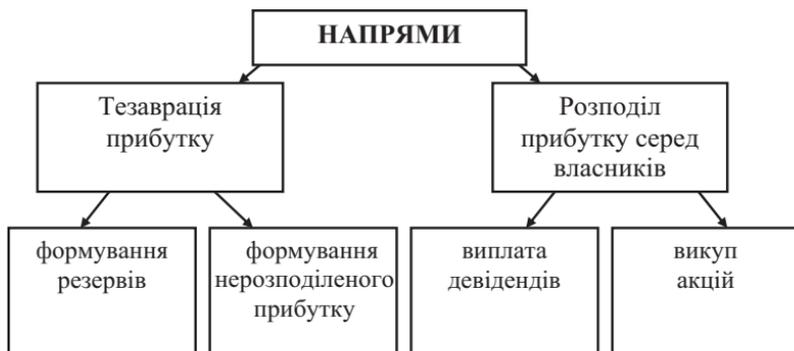 НАПРЯМИ
Тезаврація
прибутку
Розподіл
прибутку серед
власників
формування
резервів
формування
нерозподіленого
прибутку
виплата
девідендів
викуп
акцій